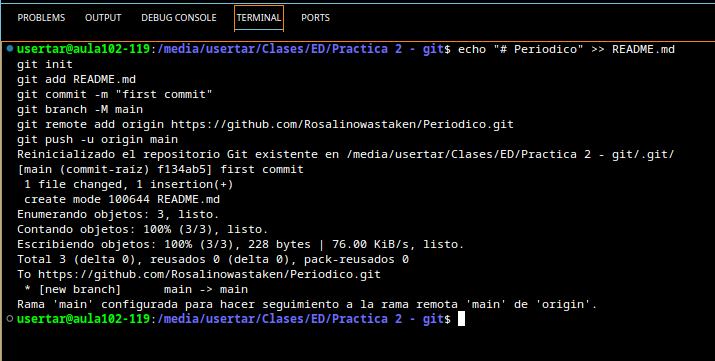 PROBLEMS OUTPUT DEBUG CONSOLE TERMINAL PORTS
usertar@aula102-119:/media/usertar/Clases/ED/Practica 2 - git$ echo "# Periodico" >> README.md
git init
git add README.md
git commit -m "first commit"
git branch -M main
git remote add origin https://github.com/Rosalinowastaken/Periodico.git
git push -u origin main
Reinicializado el repositorio Git existente en /media/usertar/Clases/ED/Practica 2 - git/.git/
[main (commit-raíz) f134ab5] first commit
 1 file changed, 1 insertion(+)
 create mode 100644 README.md
Enumerando objetos: 3, listo.
Contando objetos: 100% (3/3), listo.
Escribiendo objetos: 100% (3/3), 228 bytes | 76.00 KiB/s, listo.
Total 3 (delta 0), reusados 0 (delta 0), pack-reusados 0
To https://github.com/Rosalinowastaken/Periodico.git
 * [new branch]      main -> main
Rama 'main' configurada para hacer seguimiento a la rama remota 'main' de 'origin'.
usertar@aula102-119:/media/usertar/Clases/ED/Practica 2 - git$